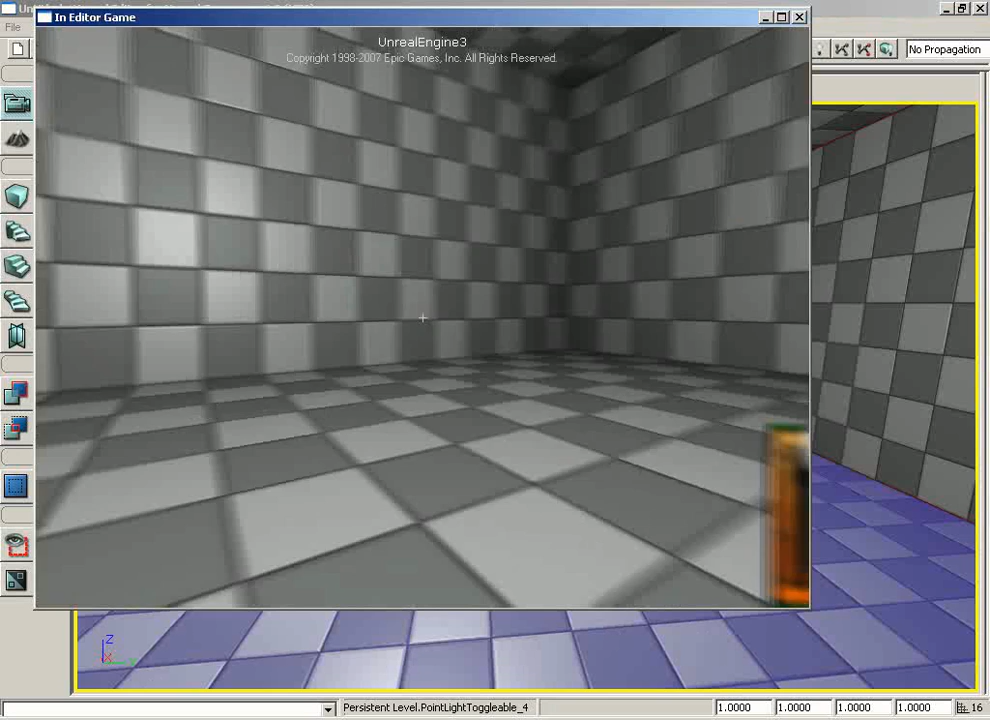 In Editor Game
File
UnrealEngine3
Copyright 1998-2007 Epic Games, Inc. All Rights Reserved.
No Propagation
Z
X
Persistent Level.PointLightToggleable_4
1.0000
1.0000
1.0000
1.0000
16